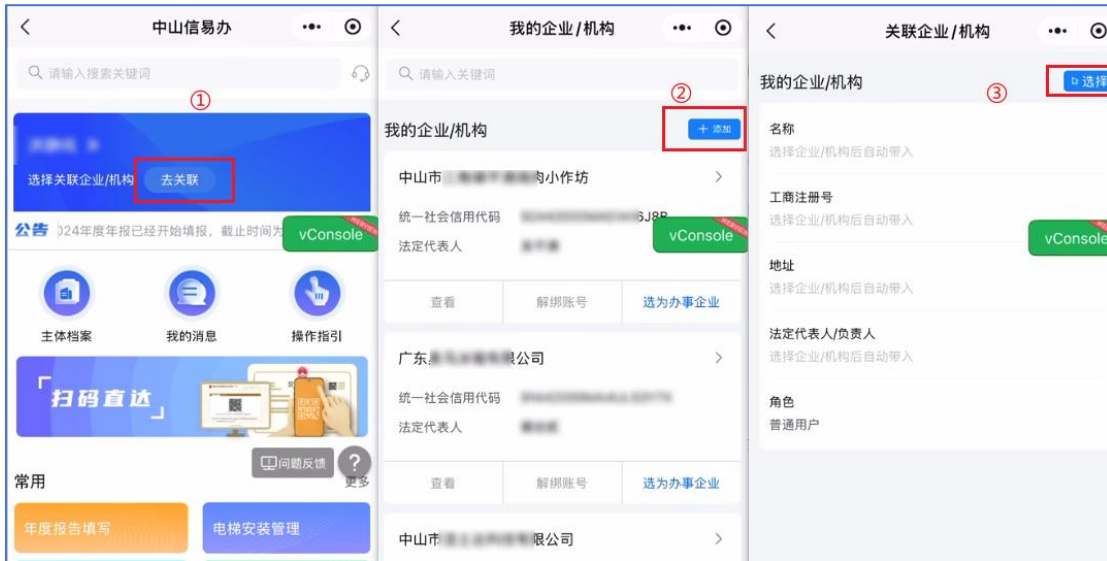 中山信易办
请输入搜索关键词
①
选择关联企业/机构 去关联
公告 2024年度年报已经开始填报，截止时间为
vConsole
主体档案 我的消息 操作指引
「扫码直达」
问题反馈 ?
常用 更多
年度报告填写 电梯安装管理
我的企业/机构
请输入关键词
②
我的企业/机构 + 添加
中山市 肉小作坊
统一社会信用代码 6J8R
法定代表人
vConsole
查看 解绑账号 选为办事企业
广东 限公司
统一社会信用代码
法定代表人
查看 解绑账号 选为办事企业
中山市 限公司
关联企业/机构
我的企业/机构 ③ 选择
名称
选择企业/机构后自动带入
工商注册号
选择企业/机构后自动带入
vConsole
地址
选择企业/机构后自动带入
法定代表人/负责人
选择企业/机构后自动带入
角色
普通用户